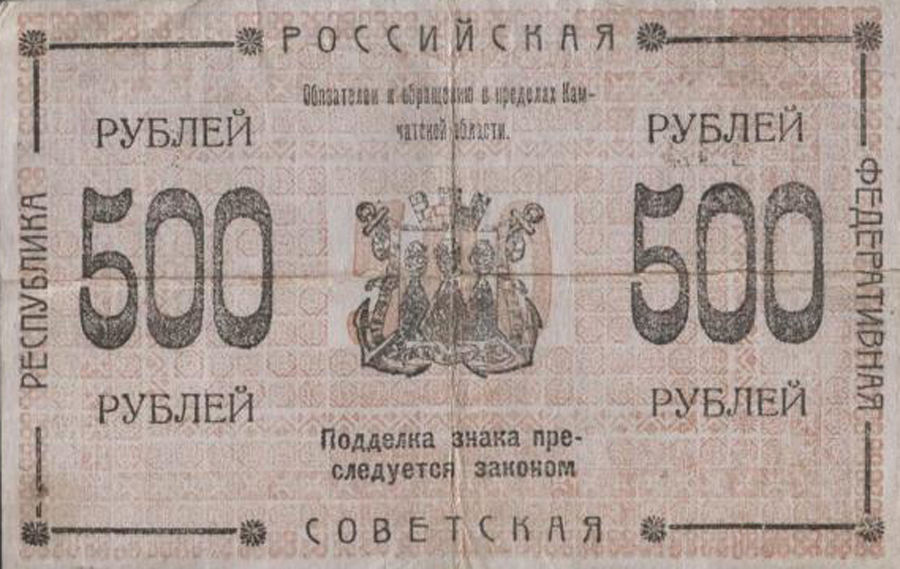 РОССИЙСКАЯ
Обязателен к обращению в пределах Кам-
чатской области.
РУБЛЕЙ
РУБЛЕЙ
500
500
РЕСПУБЛИКА
ФЕДЕРАТИВНАЯ
РУБЛЕЙ
РУБЛЕЙ
Подделка знака пре-
следуется законом
СОВЕТСКАЯ